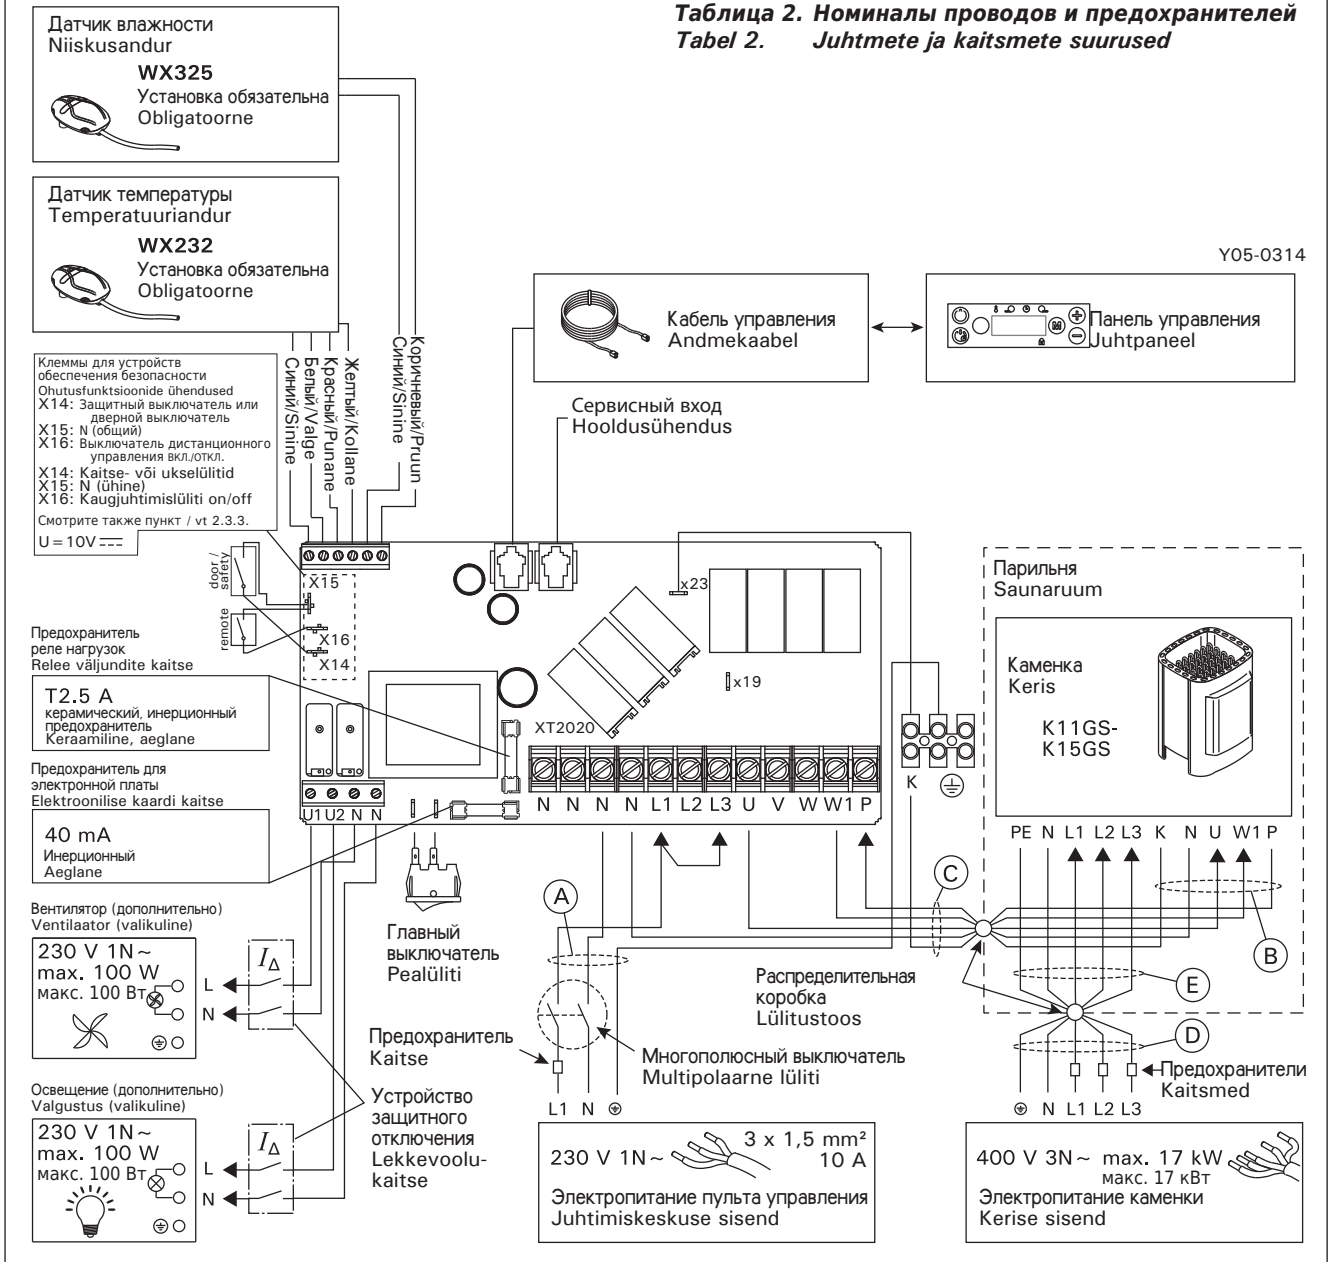 Таблица 2. Номиналы проводов и предохранителей
Tabel 2. Juhtmete ja kaitsmete suurused
Датчик влажности
Niiskusandur
WX325
Установка обязательна
Obligatoorne
Датчик температуры
Temperatuuriandur
WX232
Установка обязательна
Obligatoorne
Y05-0314
Кабель управления
Andmekaabel
Панель управления
Juhtpaneel
M
Сервисный вход
Hooldusühendus
Синий/Sinine
Белый/Valge
Красный/Punane
Желтый/Kollane
Синий/Sinine
Коричневый/Pruun
Клеммы для устройств
обеспечения безопасности
Ohutusfunktsioonide ühendused
X14: Защитный выключатель или
дверной выключатель
X15: N (общий)
X16: Выключатель дистанционного
управления вкл./откл.
X14: Kaitse- või ukselülitid
X15: N (ühine)
X16: Kaugjuhtimislüliti on/off
Смотрите также пункт / vt 2.3.3.
U = 10V
door /
safety
remote
X15
X16
X14
x23
x19
XT2020
Предохранитель
реле нагрузок
Relee väljundite kaitse
T2.5 A
керамический, инерционный
предохранитель
Keraamiline, aeglane
Предохранитель для
электронной платы
Elektroonilise kaardi kaitse
40 mA
Инерционный
Aeglane
U1 U2 N N
N N N N L1 L2 L3 U V W W1 P
K
Парильня
Saunaruum
Каменка
Keris
K11GS-
K15GS
PE N L1 L2 L3 K N U W1 P
A
C
B
E
D
Главный
выключатель
Pealüliti
Распределительная
коробка
Lülitustoos
Вентилятор (дополнительно)
Ventilaator (valikuline)
230 V 1N~
max. 100 W
макс. 100 Вт
L
N
I∆
Предохранитель
Kaitse
Многополюсный выключатель
Multipolaarne lüliti
Предохранители
Kaitsmed
Освещение (дополнительно)
Valgustus (valikuline)
230 V 1N~
max. 100 W
макс. 100 Вт
L
N
I∆
Устройство
защитного
отключения
Lekkevoolu-
kaitse
L1 N
N L1 L2 L3
230 V 1N~
3 x 1,5 mm²
10 A
Электропитание пульта управления
Juhtimiskeskuse sisend
400 V 3N~ max. 17 kW
макс. 17 кВт
Электропитание каменки
Kerise sisend